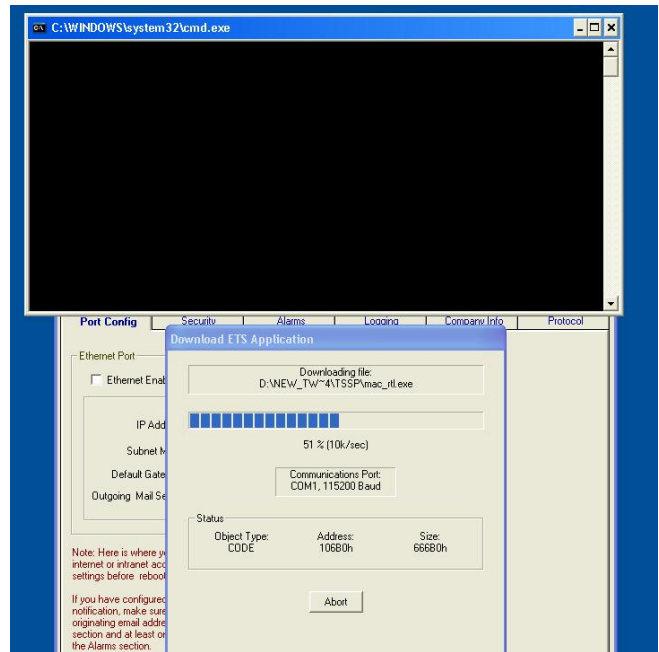 C:\WINDOWS\system32\cmd.exe
Port Config Security Alarms Logging Company Info Protocol
Download ETS Application
Ethernet Port
Downloading file:
D:\NEW_TW~4\TSSP\mac_rtl.exe
Ethernet Enab
IP Add
51 % (10k/sec)
Subnet M
Default Gate
Communications Port:
COM1, 115200 Baud
Outgoing Mail Se
Status
Object Type: Address: Size:
CODE 106B0h 666B0h
Note: Here is where y
internet or intranet acc
settings before reboot
Abort
If you have configured
notification, make sure
originating email addre
section and at least on
the Alarms section.